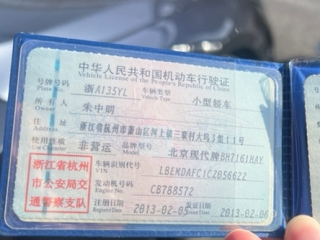 中华人民共和国机动车行驶证
Vehicle License of the People's Republic of China
号牌号码 浙A135YL 车辆类型 小型轿车
Plate No. Vehicle Type
所有人 朱中明
Owner
住址 浙江省杭州市萧山区河上镇三家村大坞3组11号
Address
使用性质 非营运 品牌型号 北京现代牌BH7161HAY
Use Character Model
浙江省杭州
市公安局交
通警察支队
车辆识别代号 LBEMDAFC1CZ056622
VIN
发动机号码 CB788572
Engine No.
注册日期 2013-02-05 发证日期 2013-02-06
Register Date Issue Date